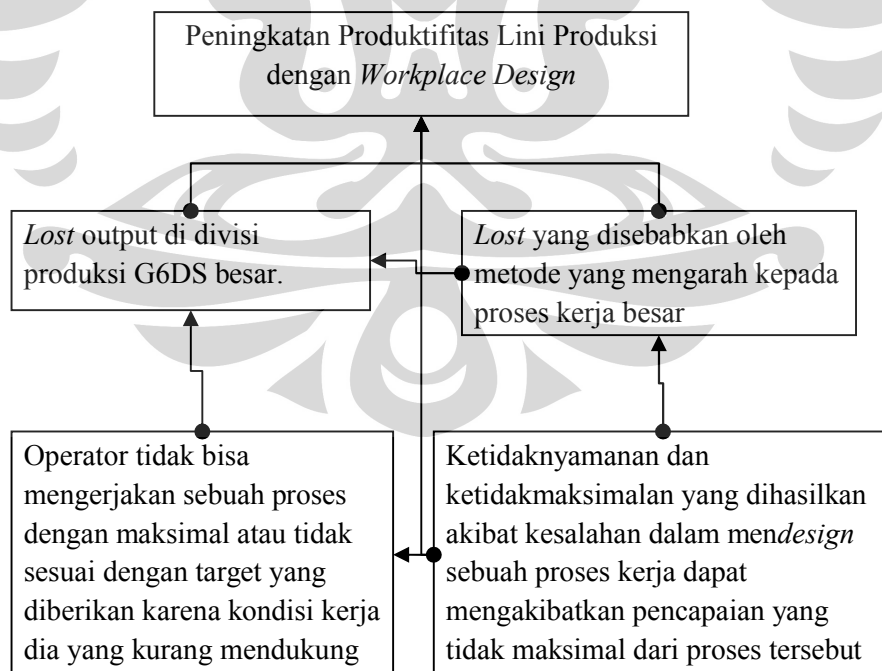 Peningkatan Produktifitas Lini Produksi
dengan Workplace Design
Lost output di divisi
produksi G6DS besar.
Lost yang disebabkan oleh
metode yang mengarah kepada
proses kerja besar
Operator tidak bisa
mengerjakan sebuah proses
dengan maksimal atau tidak
sesuai dengan target yang
diberikan karena kondisi kerja
dia yang kurang mendukung
Ketidaknyamanan dan
ketidakmaksimalan yang dihasilkan
akibat kesalahan dalam mendesign
sebuah proses kerja dapat
mengakibatkan pencapaian yang
tidak maksimal dari proses tersebut